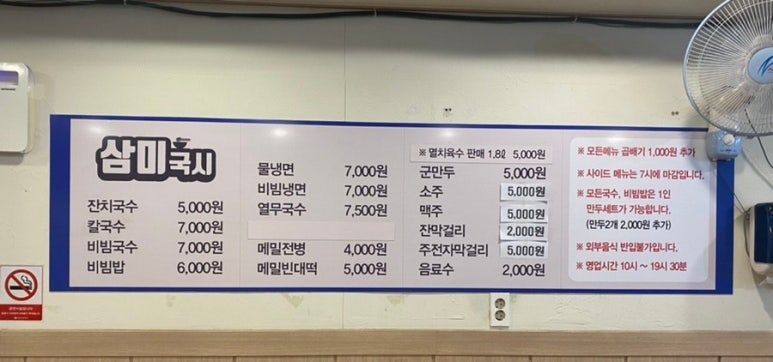 삼미국시
잔치국수 5,000원
칼국수 7,000원
비빔국수 7,000원
비빔밥 6,000원
물냉면 7,000원
비빔냉면 7,000원
열무국수 7,500원
메밀전병 4,000원
메밀빈대떡 5,000원
※ 멸치육수 판매 1.8ℓ 5,000원
군만두 5,000원
소주 5,000원
맥주 5,000원
잔막걸리 2,000원
주전자막걸리 5,000원
음료수 2,000원
※ 모든메뉴 곱빼기 1,000원 추가
※ 사이드 메뉴는 7시에 마감입니다.
※ 모든국수, 비빔밥은 1인
만두세트가 가능합니다.
(만두2개 2,000원 추가)
※ 외부음식 반입불가입니다.
※ 영업시간 10시 ~ 19시 30분